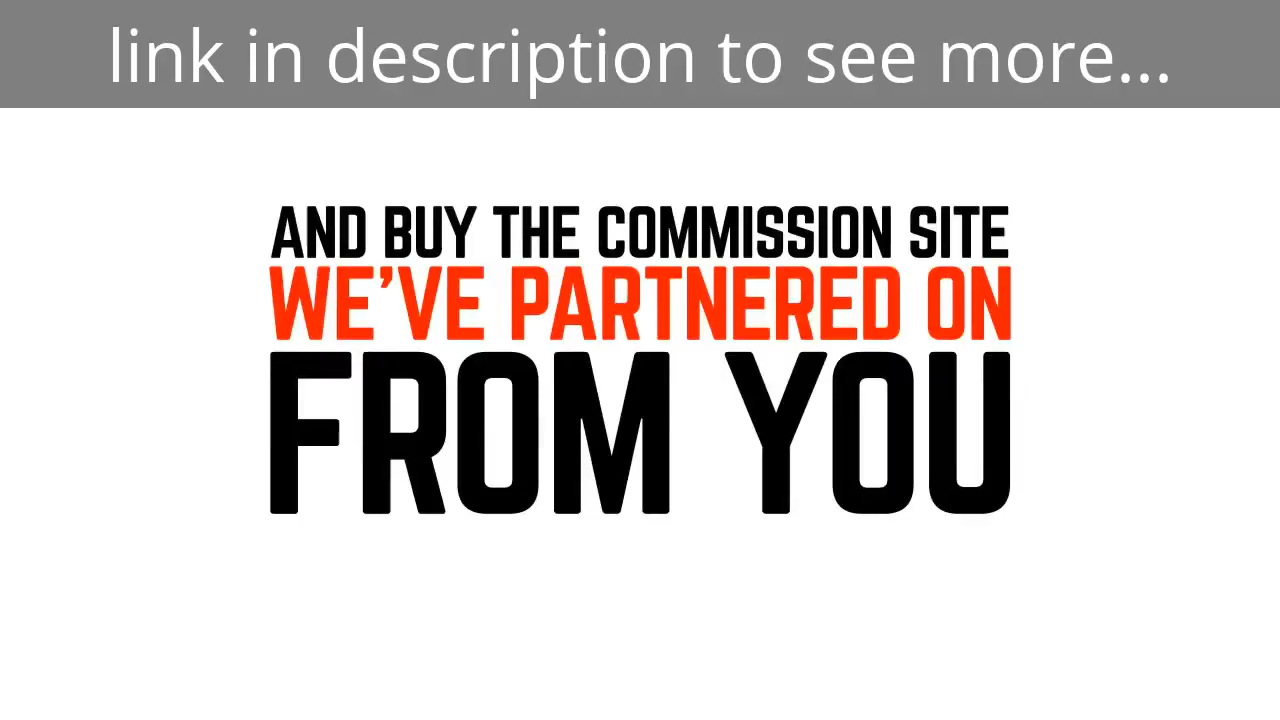 link in description to see more...
AND BUY THE COMMISSION SITE
WE'VE PARTNERED ON
FROM YOU